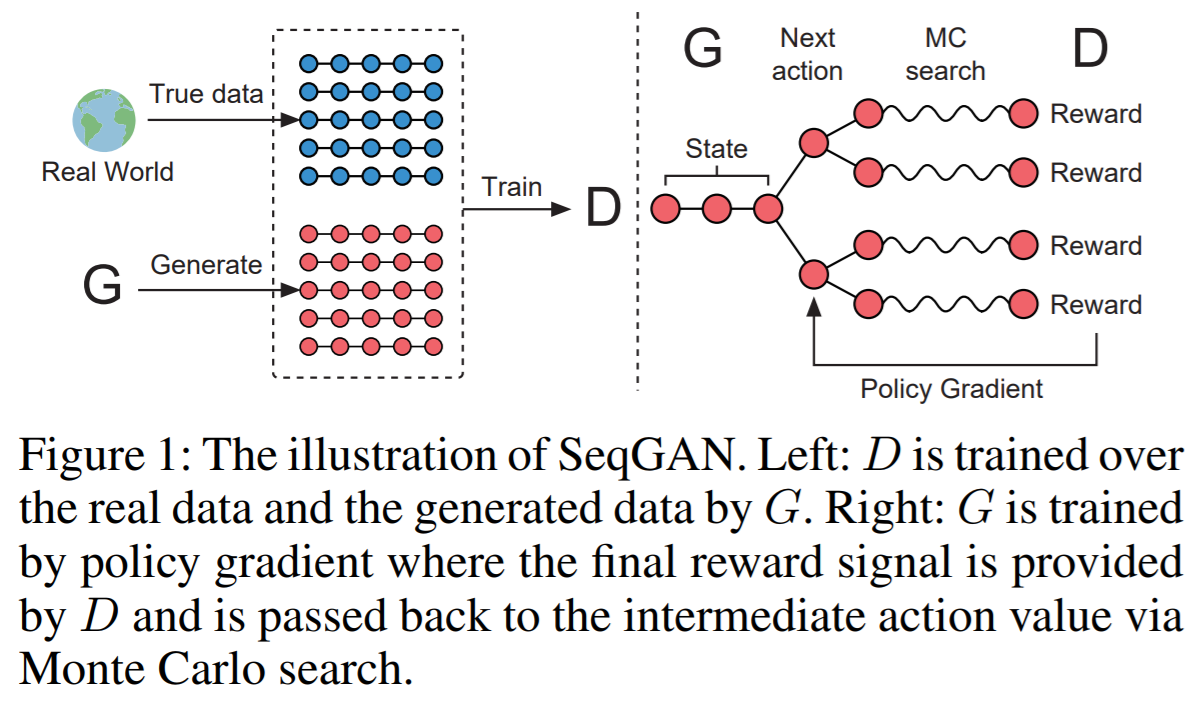 True data
Real World
G
Generate
Train
D
G
Next
action
MC
search
D
State
Reward
Reward
Reward
Reward
Policy Gradient
Figure 1: The illustration of SeqGAN. Left: D is trained over
the real data and the generated data by G. Right: G is trained
by policy gradient where the final reward signal is provided
by D and is passed back to the intermediate action value via
Monte Carlo search.